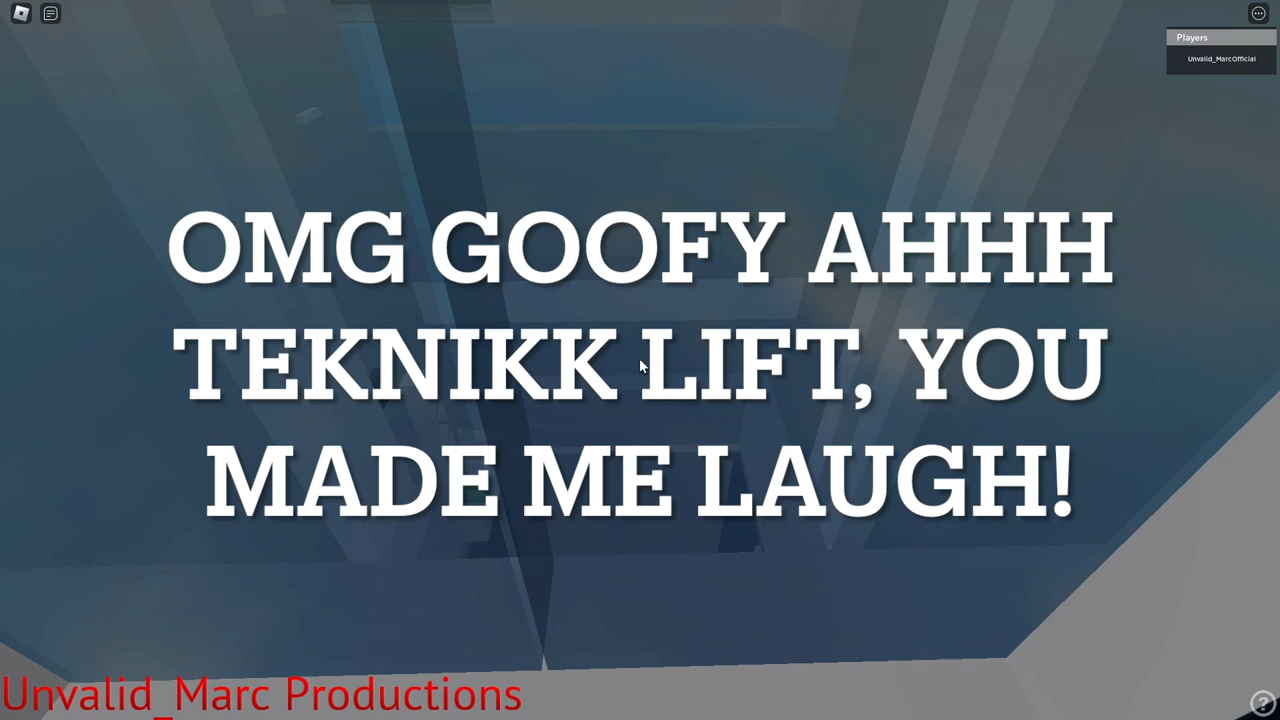 Players
Unvalid_MarcOfficial
OMG GOOFY AHHH
TEKNIKK LIFT, YOU
MADE ME LAUGH!
Unvalid_Marc Productions
?